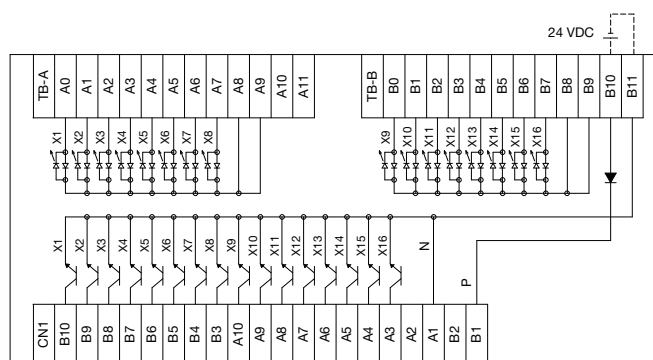 24 VDC
TB-A A0 A1 A2 A3 A4 A5 A6 A7 A8 A9 A10 A11
TB-B B0 B1 B2 B3 B4 B5 B6 B7 B8 B9 B10 B11
X1 X2 X3 X4 X5 X6 X7 X8
X9 X10 X11 X12 X13 X14 X15 X16
X1 X2 X3 X4 X5 X6 X7 X8 X9 X10 X11 X12 X13 X14 X15 X16 N P
CN1 B10 B9 B8 B7 B6 B5 B4 B3 A10 A9 A8 A7 A6 A5 A4 A3 A2 A1 B2 B1